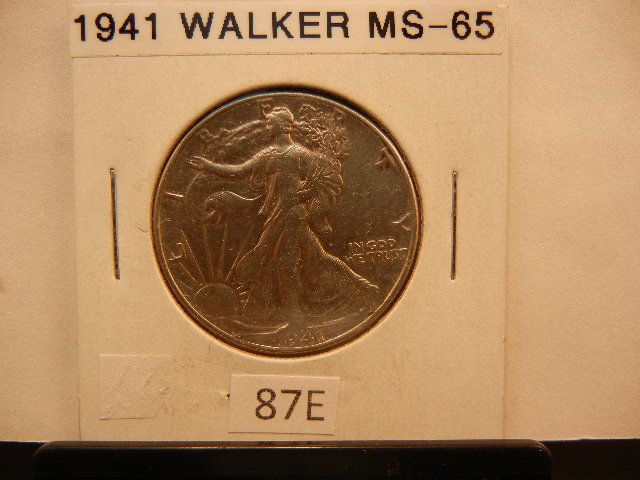 1941 WALKER MS-65
LIBERTY
IN GOD
WE TRUST
1941
87E